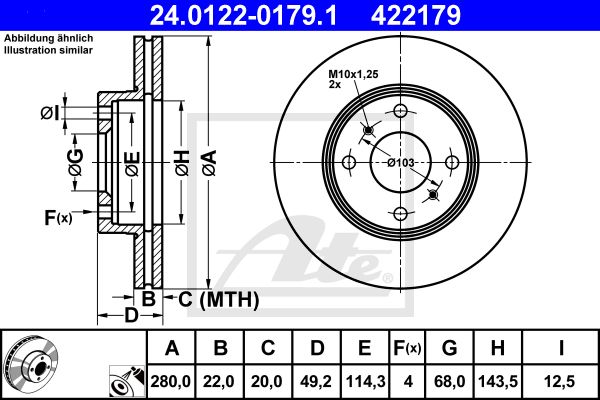 24.0122-0179.1 422179
Abbildung ähnlich
Illustration similar
M10x1,25
2x
ØI
ØG
ØE
ØH
ØA
Ø103
F(x)
B
C (MTH)
D
Ate
®
A B C D E F(x) G H I
280,0 22,0 20,0 49,2 114,3 4 68,0 143,5 12,5